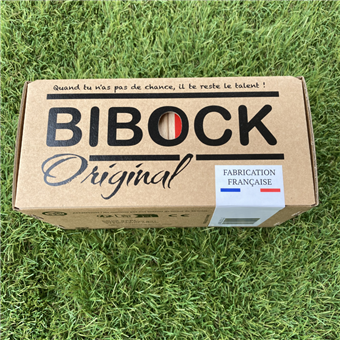 Quand tu n'as pas de chance, il te reste le talent !
BIBOCK
Original
FABRICATION
FRANÇAISE